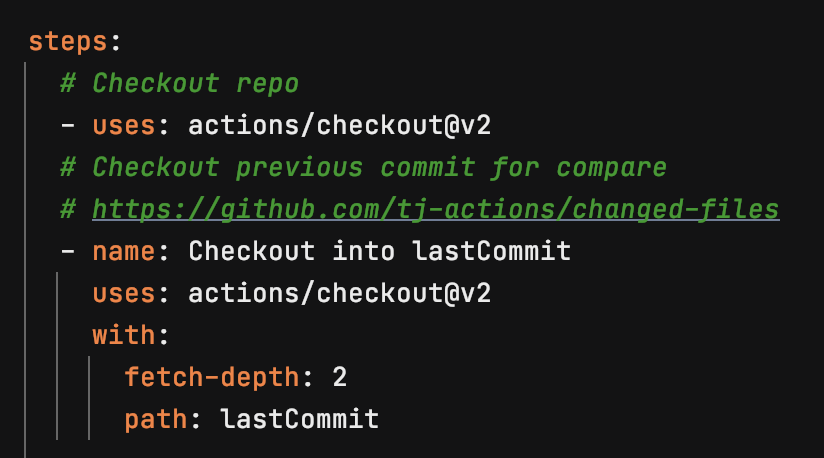 steps:
# Checkout repo
- uses: actions/checkout@v2
# Checkout previous commit for compare
# https://github.com/tj-actions/changed-files
- name: Checkout into lastCommit
uses: actions/checkout@v2
with:
fetch-depth: 2
path: lastCommit